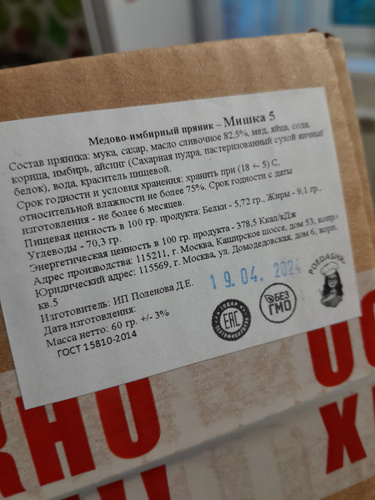 Медово-имбирный пряник – Мишка 5
Состав пряника: мука, сахар, масло сливочное 82,5%, мед, яйца, сода,
корица, имбирь, айсинг (Сахарная пудра, пастеризованный сухой яичный
белок), вода, краситель пищевой.
Срок годности и условия хранения: хранить при (18 +- 5) С,
относительной влажности не более 75%. Срок годности с даты
изготовления - не более 6 месяцев.
Пищевая ценность в 100 гр. продукта: Белки - 5,72 гр., Жиры - 9,1 гр.,
Углеводы - 70,3 гр.
Энергетическая ценность в 100 гр. продукта - 378,5 Ккал/кДж
Адрес производства: 115211, г. Москва, Каширское шоссе, дом 53, корп.
Юридический адрес: 115569, г. Москва, ул. Домодедовская, дом 6, корп.
кв.5
Изготовитель: ИП Поленова Д.Е.
Дата изготовления:
19.04.2024
Масса нетто: 60 гр. +/- 3%
ГОСТ 15810-2014
ТОВАР
EAC
БЕЗ
ГМО
POEDASHK